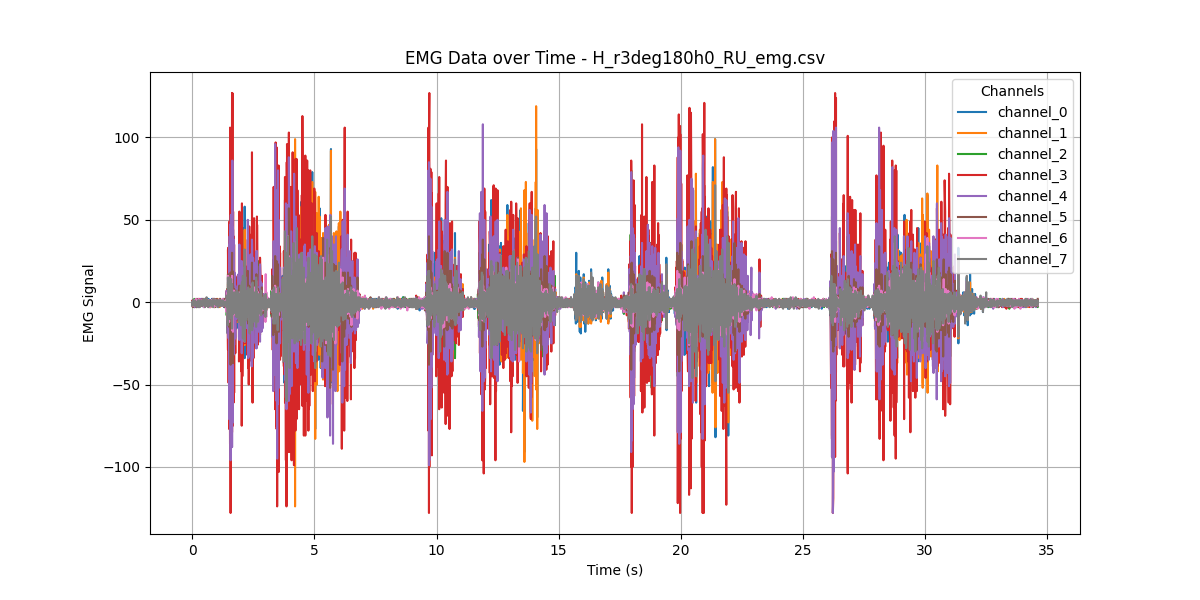 EMG Data over Time - H_r3deg180h0_RU_emg.csv
Channels
channel_0
channel_1
channel_2
channel_3
channel_4
channel_5
channel_6
channel_7
EMG Signal
100
50
0
−50
−100
0 5 10 15 20 25 30 35
Time (s)